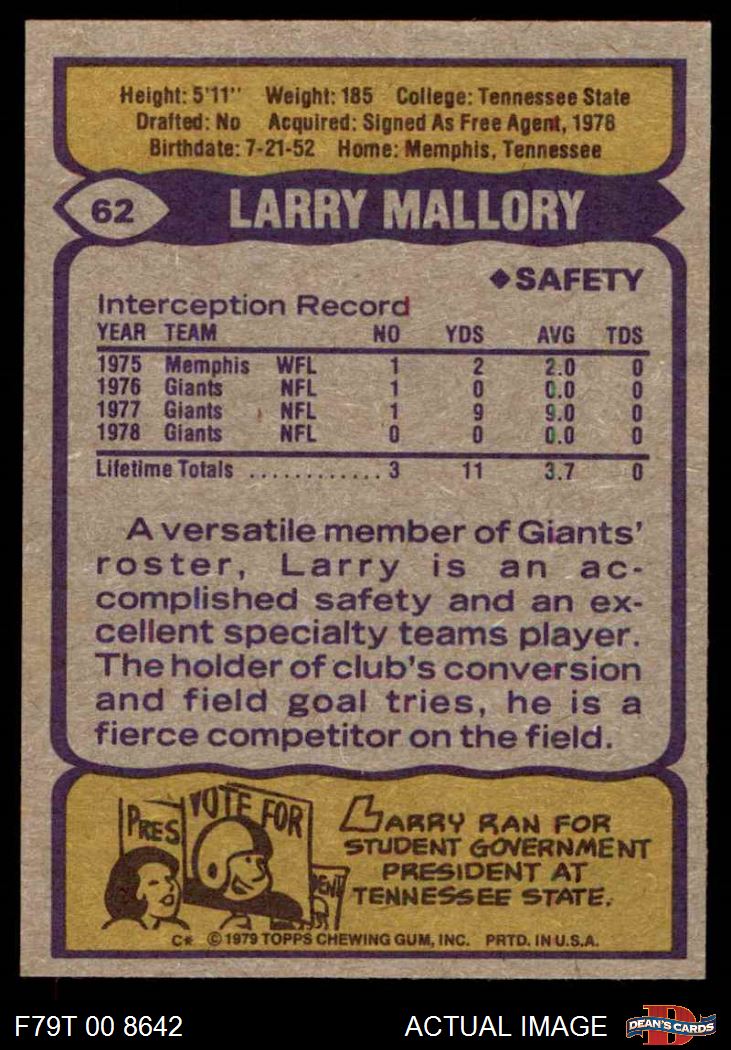 Height: 5'11" Weight: 185 College: Tennessee State
Drafted: No Acquired: Signed As Free Agent, 1978
Birthdate: 7-21-52 Home: Memphis, Tennessee
62 LARRY MALLORY
◆SAFETY
Interception Record
YEAR TEAM NO YDS AVG TDS
1975 Memphis WFL 1 2 2.0 0
1976 Giants NFL 1 0 0.0 0
1977 Giants NFL 1 9 9.0 0
1978 Giants NFL 0 0 0.0 0
Lifetime Totals ............ 3 11 3.7 0
A versatile member of Giants'
roster, Larry is an ac-
complished safety and an ex-
cellent specialty teams player.
The holder of club's conversion
and field goal tries, he is a
fierce competitor on the field.
PRES
VOTE FOR
ENT
LARRY RAN FOR
STUDENT GOVERNMENT
PRESIDENT AT
TENNESSEE STATE.
C* © 1979 TOPPS CHEWING GUM, INC. PRTD. IN U.S.A.
F79T 00 8642 ACTUAL IMAGE
D
DEAN'S CARDS